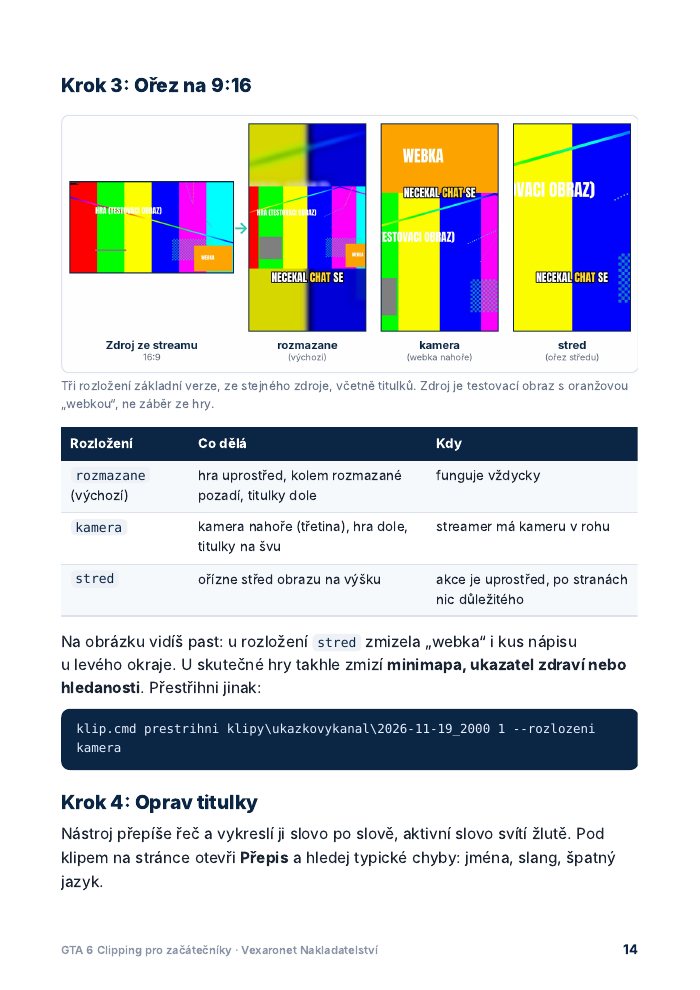 Krok 3: Ořez na 9:16
HRA (TESTOVACI OBRAZ)
WEBKA
HRA (TESTOVACI OBRAZ)
WEBKA
NECEKAL CHAT SE
WEBKA
NECEKAL CHAT SE
ESTOVACI OBRAZ)
OVACI OBRAZ)
NECEKAL CHAT SE
Zdroj ze streamu
16:9
rozmazane
(výchozí)
kamera
(webka nahoře)
stred
(ořez středu)
Tři rozložení základní verze, ze stejného zdroje, včetně titulků. Zdroj je testovací obraz s oranžovou
„webkou“, ne záběr ze hry.
Rozložení Co dělá Kdy
rozmazane hra uprostřed, kolem rozmazané funguje vždycky
(výchozí) pozadí, titulky dole
kamera kamera nahoře (třetina), hra dole, streamer má kameru v rohu
titulky na švu
stred ořízne střed obrazu na výšku akce je uprostřed, po stranách
nic důležitého
Na obrázku vidíš past: u rozložení stred zmizela „webka“ i kus nápisu
u levého okraje. U skutečné hry takhle zmizí minimapa, ukazatel zdraví nebo
hledanosti. Přestřihni jinak:
klip.cmd prestrihni klipy\ukazkovykanal\2026-11-19_2000 1 --rozlozeni
kamera
Krok 4: Oprav titulky
Nástroj přepíše řeč a vykreslí ji slovo po slově, aktivní slovo svítí žlutě. Pod
klipem na stránce otevři Přepis a hledej typické chyby: jména, slang, špatný
jazyk.
GTA 6 Clipping pro začátečníky · Vexaronet Nakladatelství 14